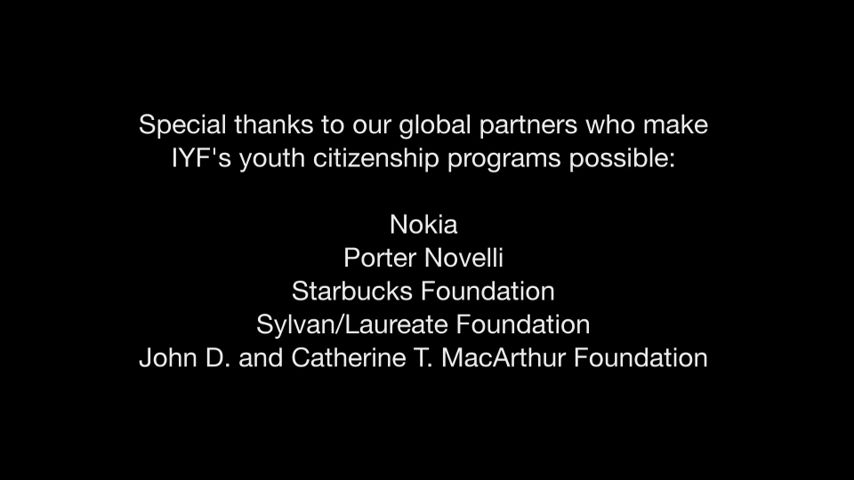 Special thanks to our global partners who make
IYF's youth citizenship programs possible:
Nokia
Porter Novelli
Starbucks Foundation
Sylvan/Laureate Foundation
John D. and Catherine T. MacArthur Foundation